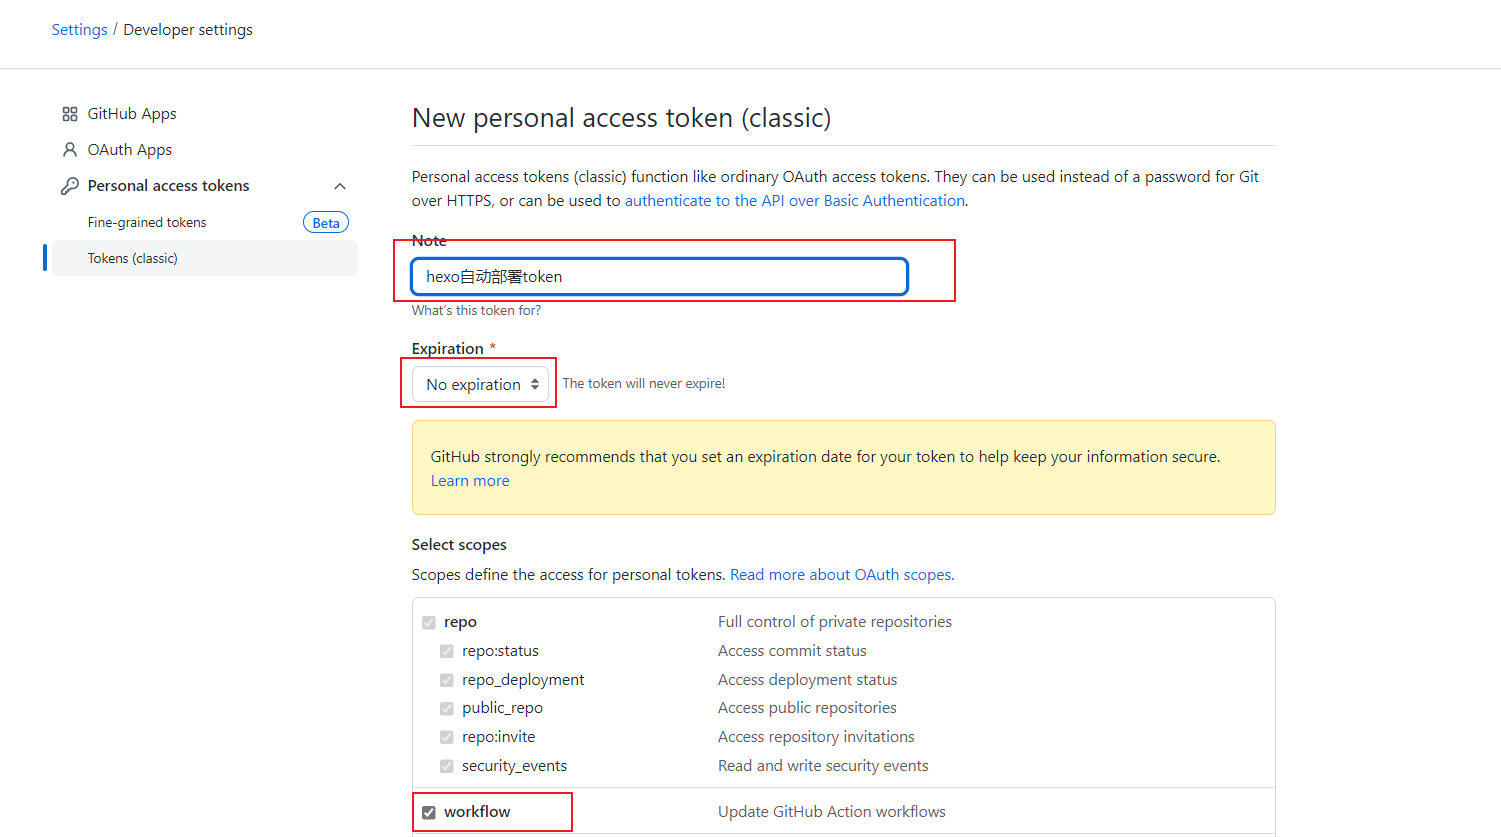 Settings / Developer settings
GitHub Apps
OAuth Apps
Personal access tokens
Fine-grained tokens Beta
Tokens (classic)
New personal access token (classic)
Personal access tokens (classic) function like ordinary OAuth access tokens. They can be used instead of a password for Git
over HTTPS, or can be used to authenticate to the API over Basic Authentication.
Note
hexo自动部署token
What's this token for?
Expiration *
No expiration The token will never expire!
GitHub strongly recommends that you set an expiration date for your token to help keep your information secure.
Learn more
Select scopes
Scopes define the access for personal tokens. Read more about OAuth scopes.
repo Full control of private repositories
repo:status Access commit status
repo_deployment Access deployment status
public_repo Access public repositories
repo:invite Access repository invitations
security_events Read and write security events
workflow Update GitHub Action workflows